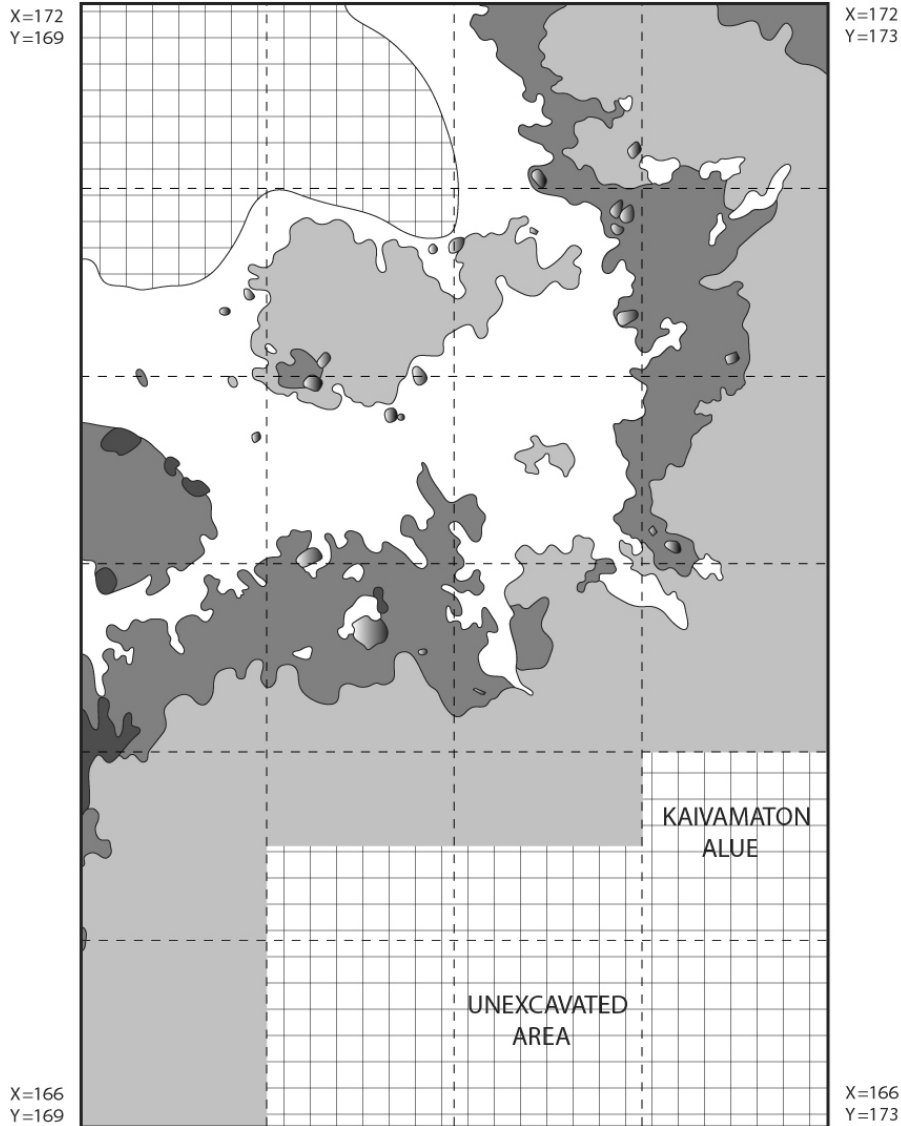 X=172
Y=169
X=172
Y=173
KAIVAMATON
ALUE
UNEXCAVATED
AREA
X=166
Y=169
X=166
Y=173